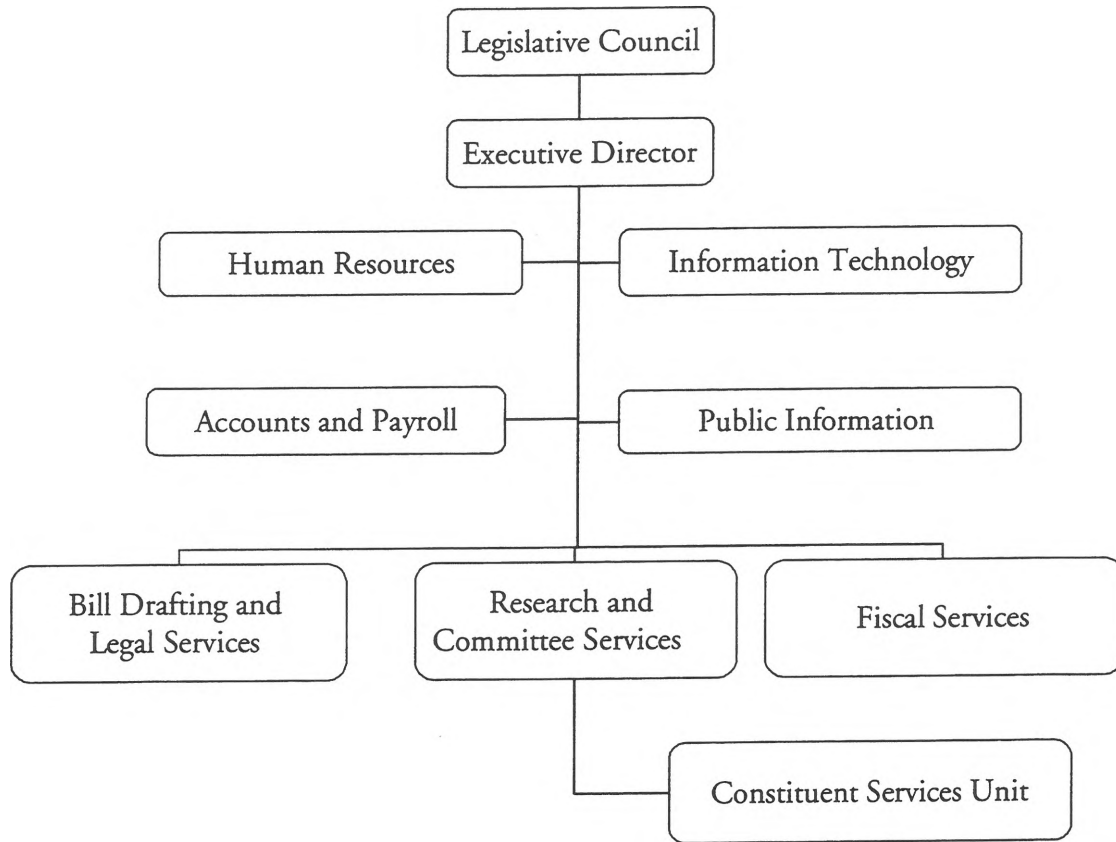 Legislative Council
Executive Director
Human Resources
Information Technology
Accounts and Payroll
Public Information
Bill Drafting and
Legal Services
Research and
Committee Services
Fiscal Services
Constituent Services Unit